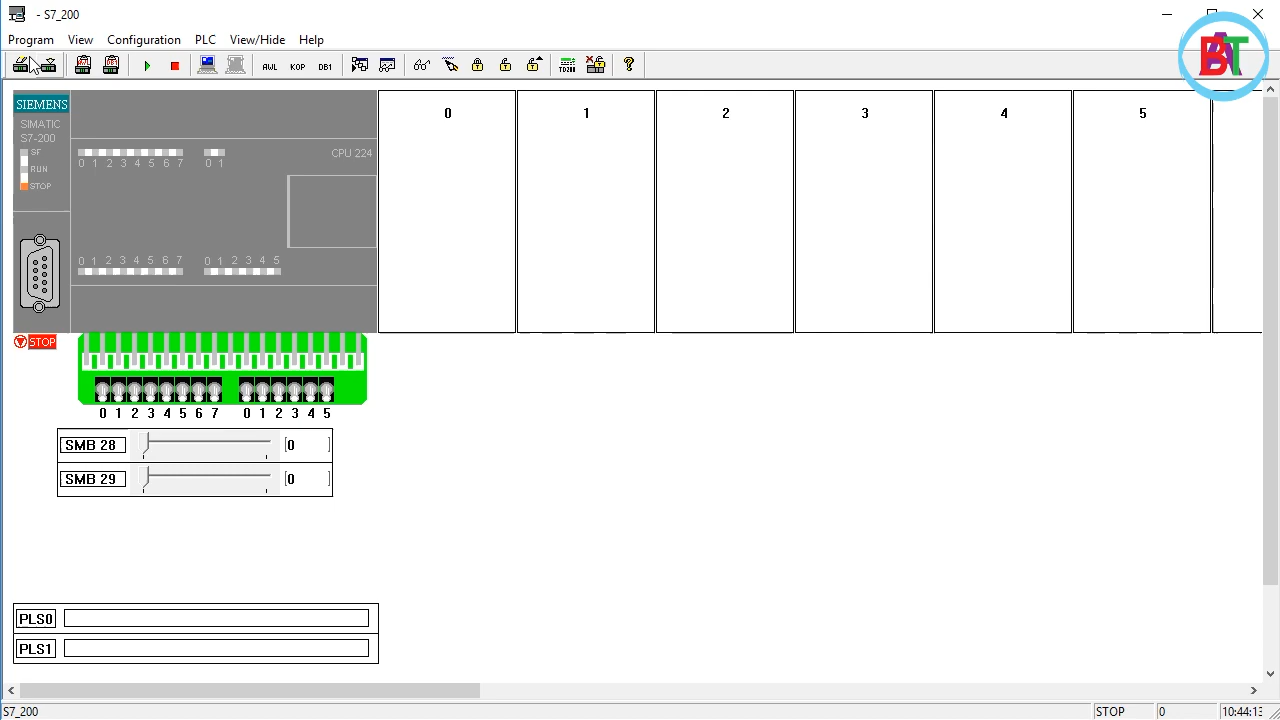 - S7_200
Program View Configuration PLC View/Hide Help
AWL KOP DB1 TD200 ?
BAT
SIEMENS
SIMATIC
S7-200
SF
RUN
STOP
0 1 2 3 4 5 6 7 0 1
CPU 224
0 1 2 3 4 5 6 7 0 1 2 3 4 5
0 1 2 3 4 5
STOP
0 1 2 3 4 5 6 7 0 1 2 3 4 5
SMB 28 [0 ]
SMB 29 [0 ]
PLS0
PLS1
S7_200 STOP 0 10:44:13